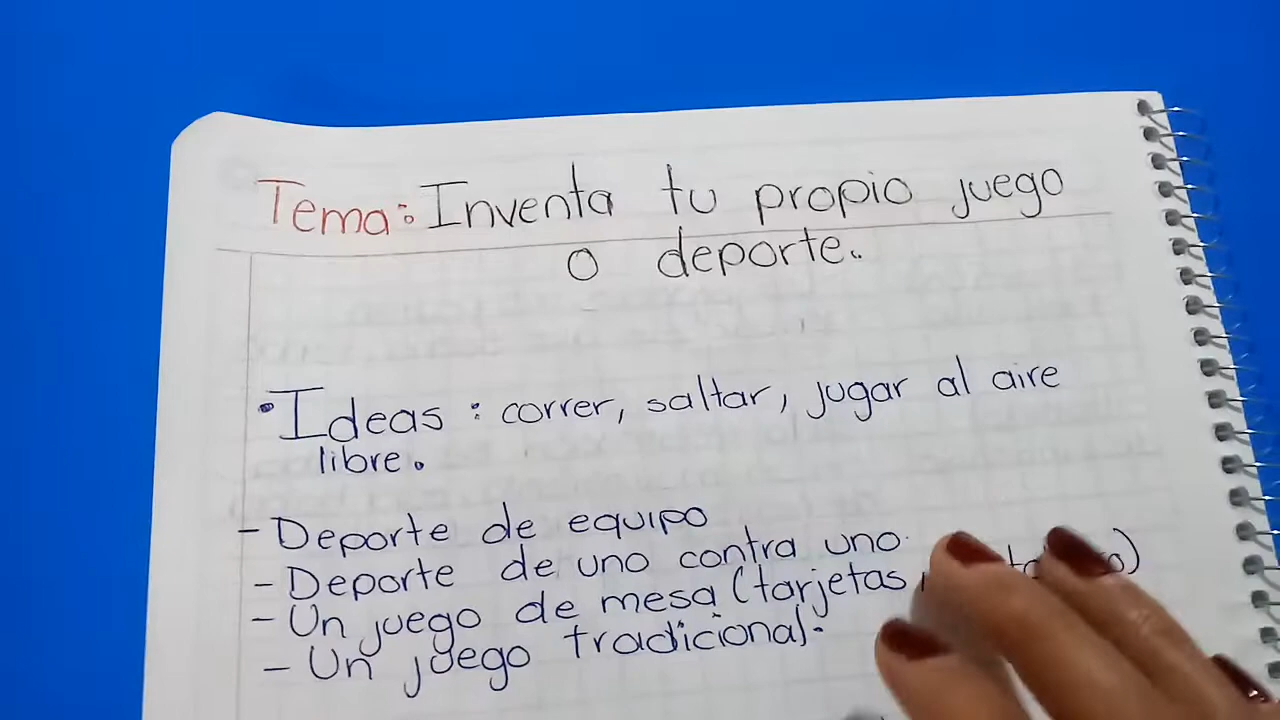 Tema: Inventa tu propio juego
o deporte.
• Ideas : correr, saltar, jugar al aire
libre.
- Deporte de equipo
- Deporte de uno contra uno.
- Un juego de mesa (tarjetas,
- Un juego tradicional.